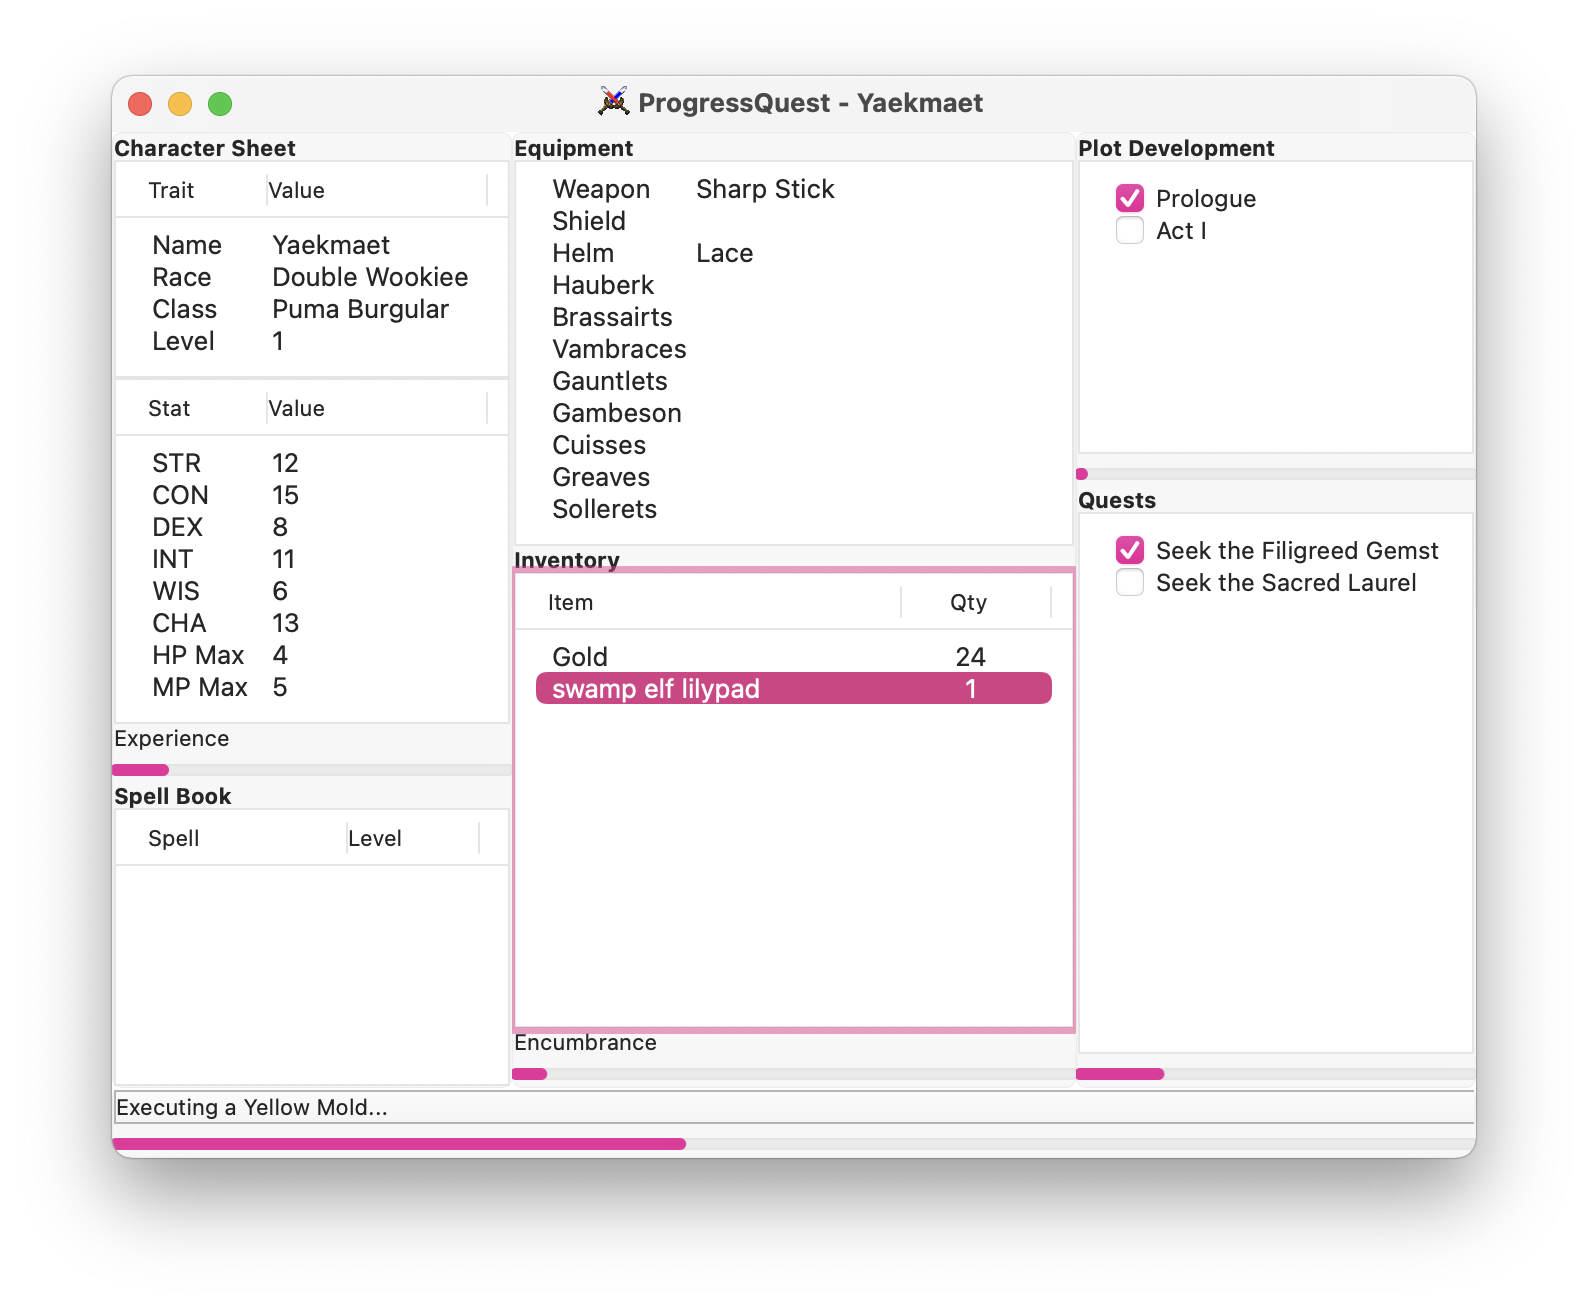 ProgressQuest - Yaekmaet
Character Sheet
Trait Value
Name Yaekmaet
Race Double Wookiee
Class Puma Burgular
Level 1
Stat Value
STR 12
CON 15
DEX 8
INT 11
WIS 6
CHA 13
HP Max 4
MP Max 5
Experience
Spell Book
Spell Level
Equipment
Weapon Sharp Stick
Shield
Helm Lace
Hauberk
Brassairts
Vambraces
Gauntlets
Gambeson
Cuisses
Greaves
Sollerets
Inventory
Item Qty
Gold 24
swamp elf lilypad 1
Encumbrance
Plot Development
Prologue
Act I
Quests
Seek the Filigreed Gemst
Seek the Sacred Laurel
Executing a Yellow Mold...